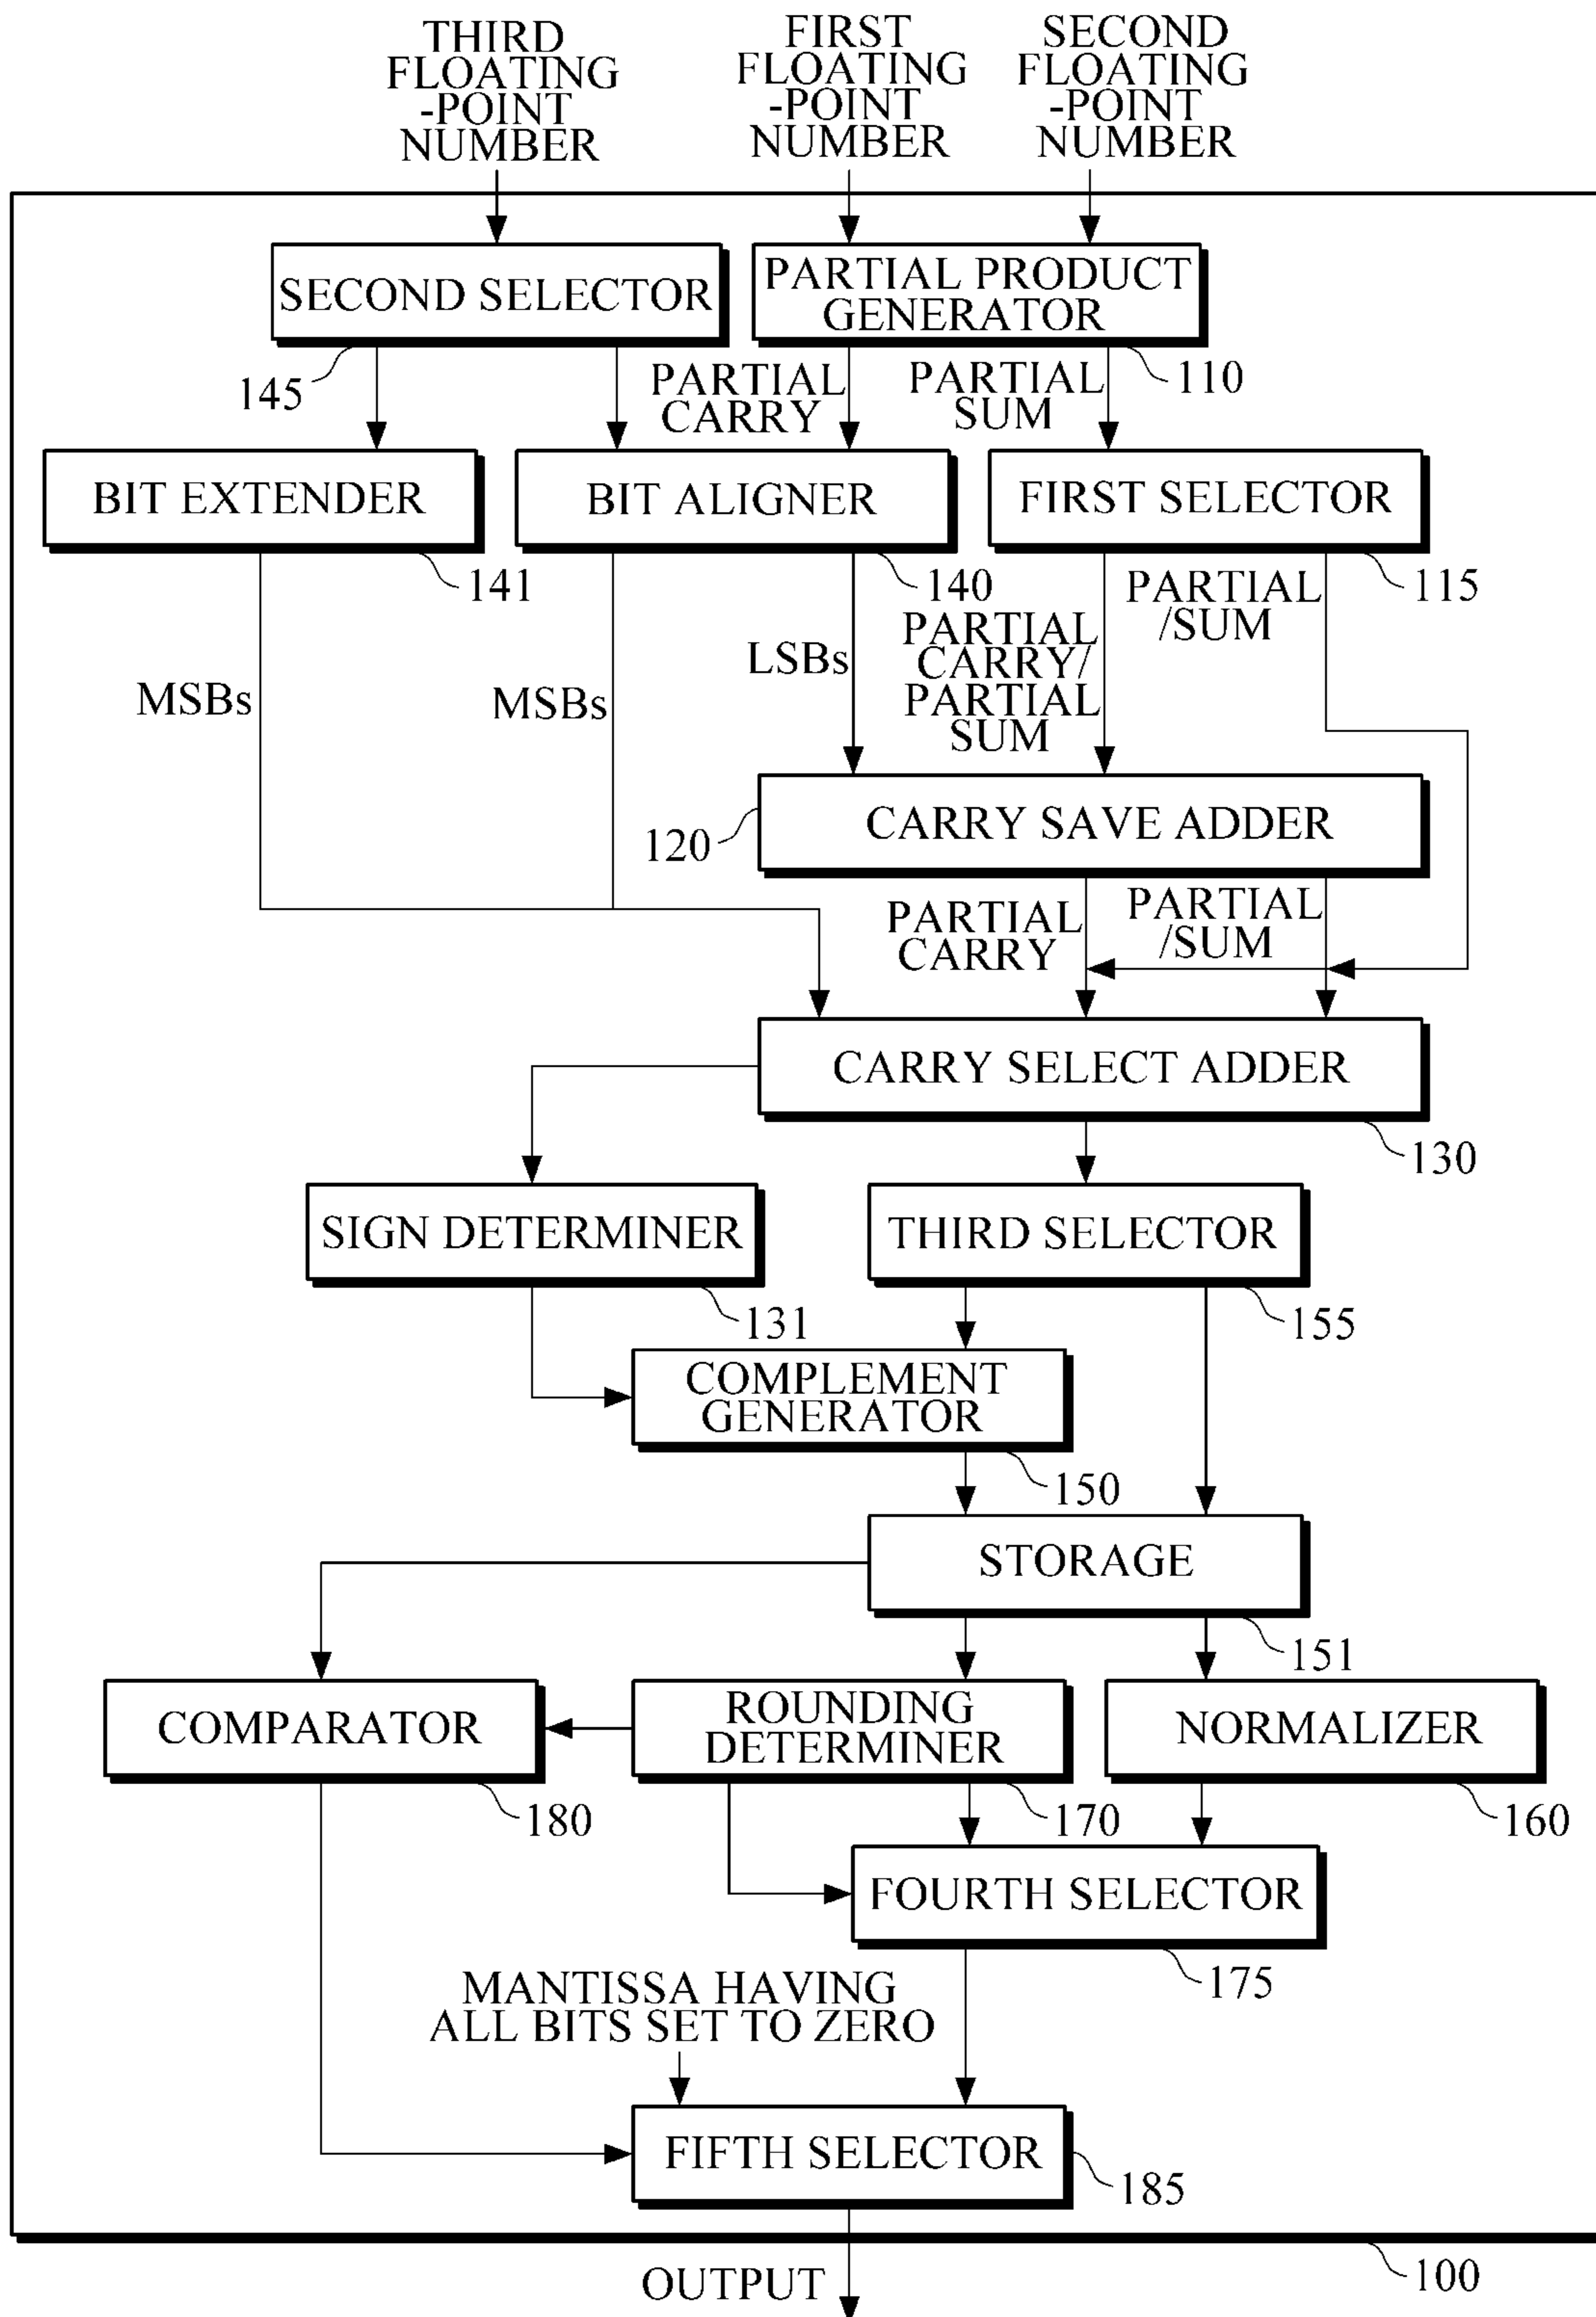 THIRD
FLOATING
-POINT
NUMBER
FIRST
FLOATING
-POINT
NUMBER
SECOND
FLOATING
-POINT
NUMBER
SECOND SELECTOR
145
PARTIAL PRODUCT
GENERATOR
110
PARTIAL
CARRY
PARTIAL
SUM
BIT EXTENDER
141
BIT ALIGNER
140
FIRST SELECTOR
115
MSBs
MSBs
LSBs
PARTIAL
CARRY/
PARTIAL
SUM
PARTIAL
/SUM
CARRY SAVE ADDER
120
PARTIAL
CARRY
PARTIAL
/SUM
CARRY SELECT ADDER
130
SIGN DETERMINER
131
THIRD SELECTOR
155
COMPLEMENT
GENERATOR
150
STORAGE
151
COMPARATOR
180
ROUNDING
DETERMINER
170
NORMALIZER
160
FOURTH SELECTOR
175
MANTISSA HAVING
ALL BITS SET TO ZERO
FIFTH SELECTOR
185
100
OUTPUT